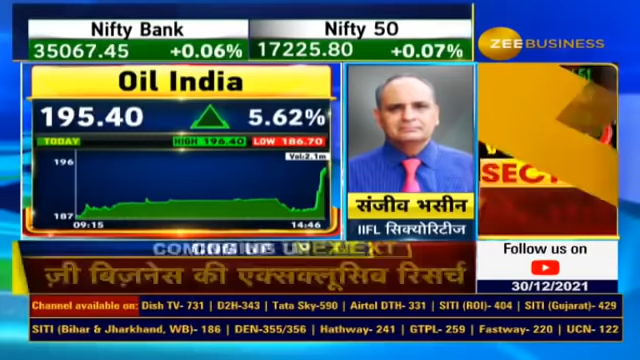 Nifty Bank
35067.45 +0.06%
Nifty 50
17225.80 +0.07%
ZEE BUSINESS
Oil India
195.40 5.62%
TODAY HIGH 196.40 LOW 186.70
Vol:2.1m
196
187
09:15 14:46
संजीव भसीन
IIFL सिक्योरिटीज
SECT
ज़ी बिज़नेस की एक्सक्लूसिव रिसर्च
Follow us on
30/12/2021
Channel available on: Dish TV- 731 | D2H-343 | Tata Sky-590 | Airtel DTH- 331 | SITI (ROI)- 404 | SITI (Gujarat)- 429
SITI (Bihar & Jharkhand, WB)- 186 | DEN-355/356 | Hathway- 241 | GTPL- 259 | Fastway- 220 | UCN- 122